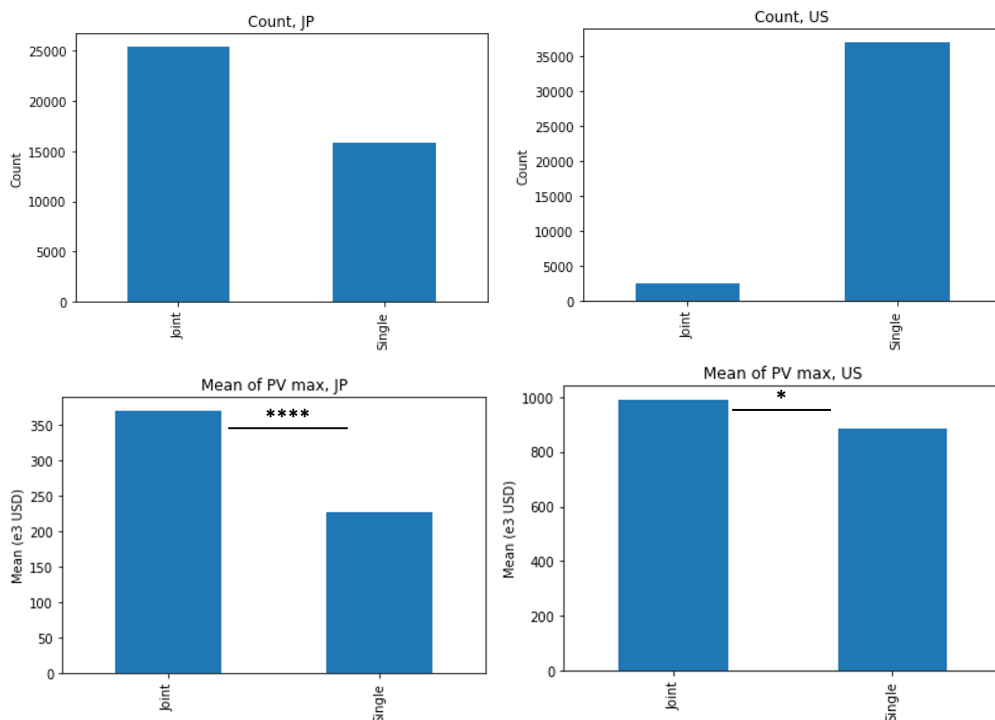 Count, JP
25000
20000
15000
10000
5000
0
Count
Joint
Single
Count, US
35000
30000
25000
20000
15000
10000
5000
0
Count
Joint
Single
Mean of PV max, JP
****
350
300
250
200
150
100
50
0
Mean (e3 USD)
Joint
Single
Mean of PV max, US
*
1000
800
600
400
200
0
Mean (e3 USD)
Joint
Single